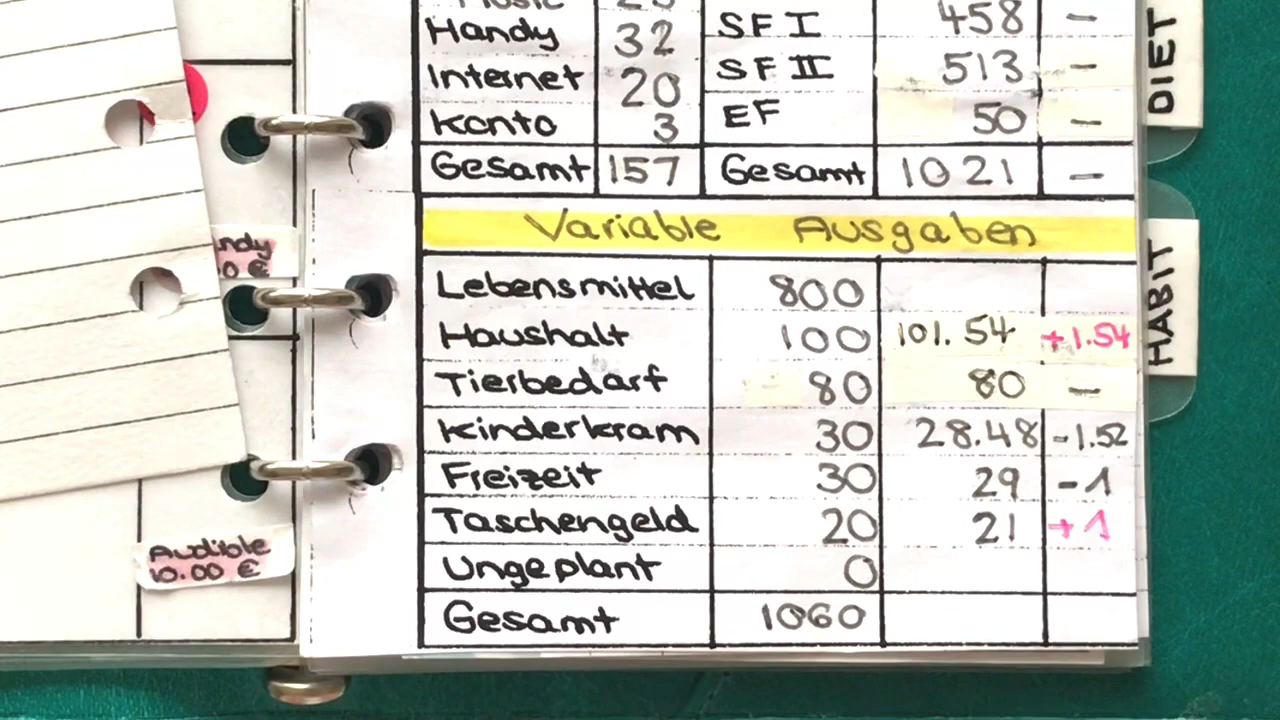 Handy 32 SF I 458 -
Internet 20 SF II 513 -
Konto 3 EF 50 -
Gesamt 157 Gesamt 1021 -
Variable Ausgaben
Lebensmittel 800
Haushalt 100 101.54 +1.54
Tierbedarf 80 80 -
Kinderkram 30 28.48 -1.52
Freizeit 30 29 -1
Taschengeld 20 21 +1
Ungeplant 0
Gesamt 1060
Audible
10.00 €
DIET
HABIT